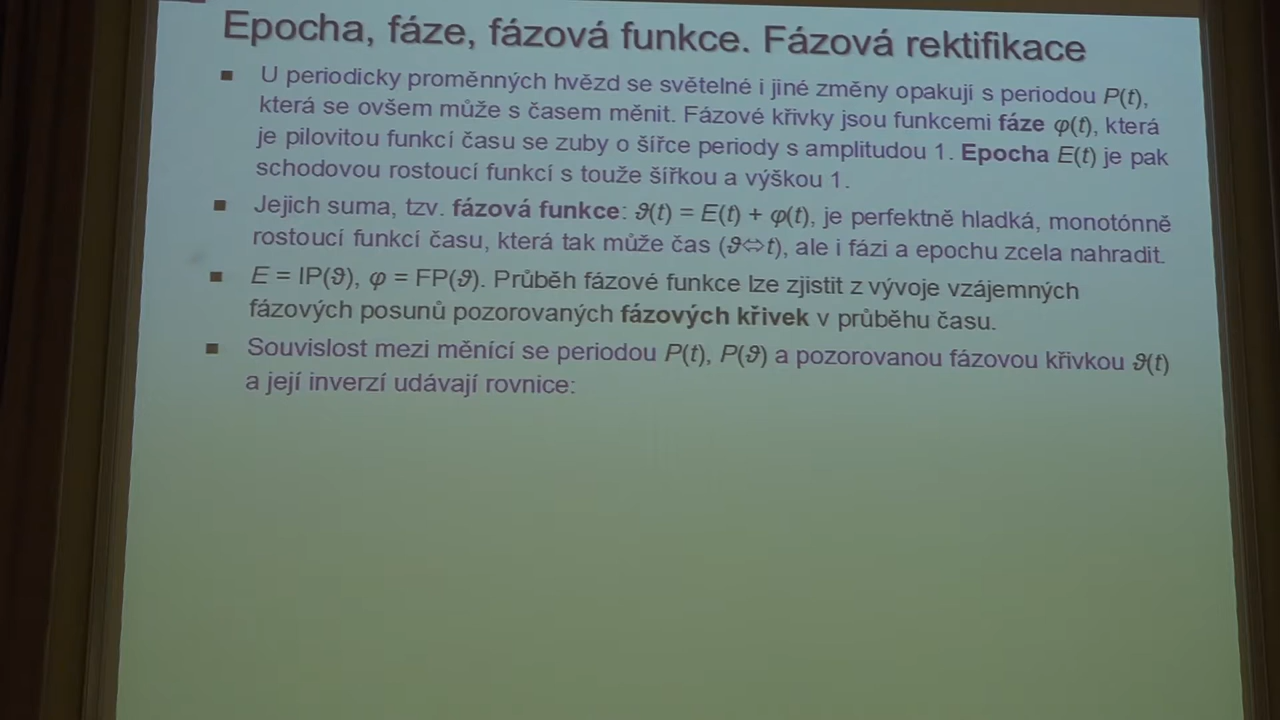 Epocha, fáze, fázová funkce. Fázová rektifikace
▪ U periodicky proměnných hvězd se světelné i jiné změny opakují s periodou P(t),
která se ovšem může s časem měnit. Fázové křivky jsou funkcemi fáze φ(t), která
je pilovitou funkcí času se zuby o šířce periody s amplitudou 1. Epocha E(t) je pak
schodovou rostoucí funkcí s touže šířkou a výškou 1.
▪ Jejich suma, tzv. fázová funkce: ϑ(t) = E(t) + φ(t), je perfektně hladká, monotónně
rostoucí funkcí času, která tak může čas (ϑ⇔t), ale i fázi a epochu zcela nahradit.
▪ E = IP(ϑ), φ = FP(ϑ). Průběh fázové funkce lze zjistit z vývoje vzájemných
fázových posunů pozorovaných fázových křivek v průběhu času.
▪ Souvislost mezi měnící se periodou P(t), P(ϑ) a pozorovanou fázovou křivkou ϑ(t)
a její inverzí udávají rovnice: